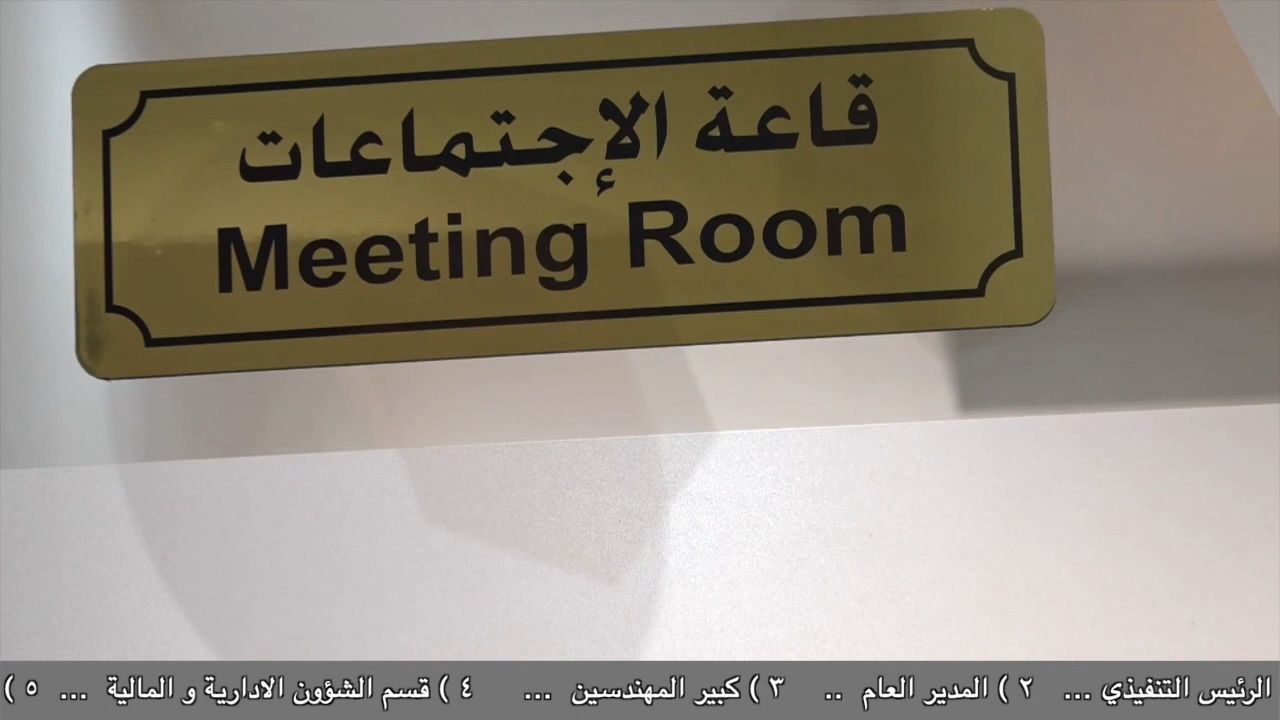 قاعة الإجتماعات
Meeting Room
الرئيس التنفيذي ... ٢ ) المدير العام .. ٣ ) كبير المهندسين ... ٤ ) قسم الشؤون الادارية و المالية ... ٥ )